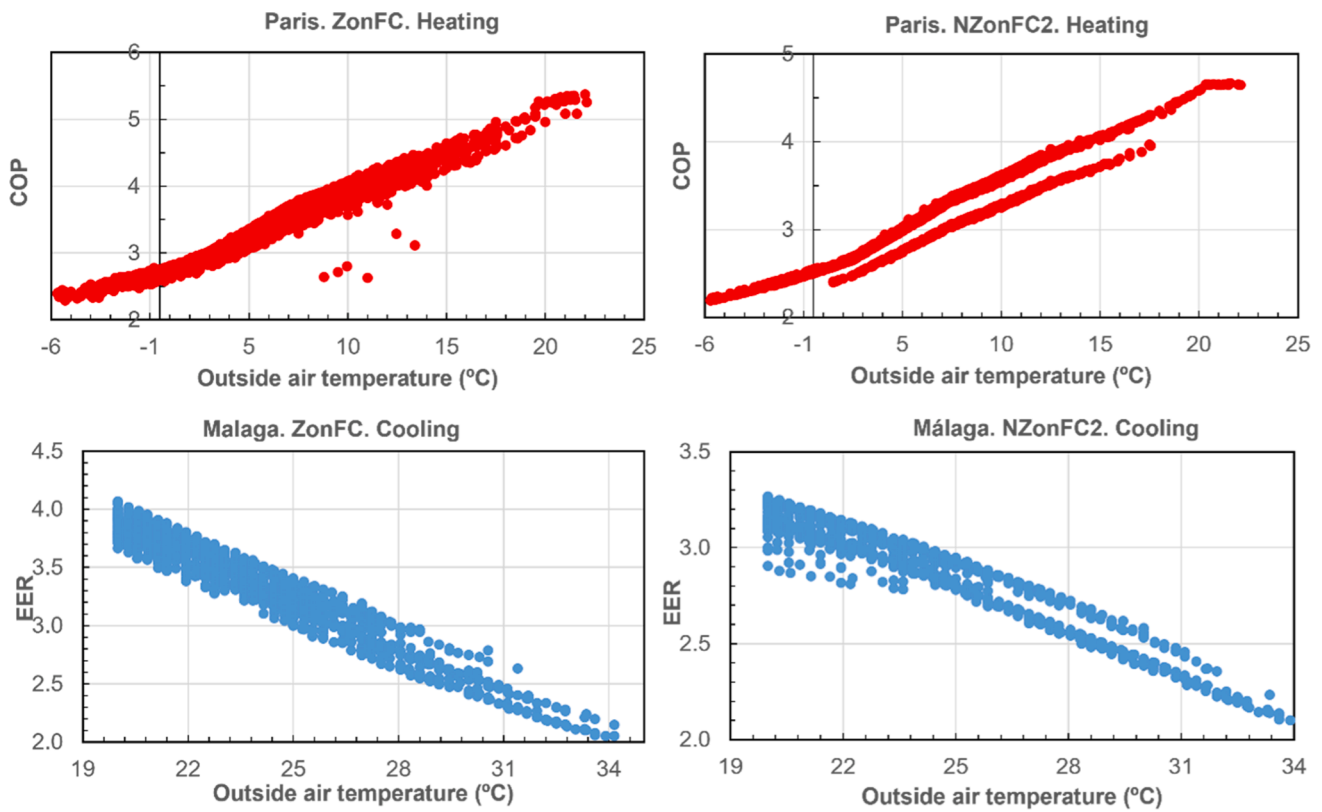 Paris. ZonFC. Heating
6
5
4
3
2
COP
-6 -1 5 10 15 20 25
Outside air temperature (ºC)
Paris. NZonFC2. Heating
5
4
3
2
COP
-6 -1 5 10 15 20 25
Outside air temperature (ºC)
Malaga. ZonFC. Cooling
4.5
4.0
3.5
3.0
2.5
2.0
EER
19 22 25 28 31 34
Outside air temperature (ºC)
Málaga. NZonFC2. Cooling
3.5
3.0
2.5
2.0
EER
19 22 25 28 31 34
Outside air temperature (ºC)